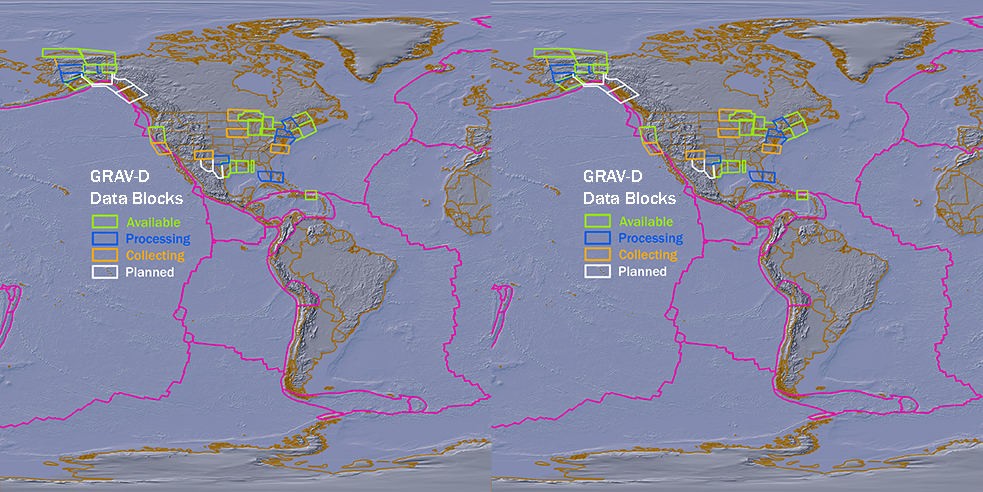 GRAV-D
Data Blocks
Available
Processing
Collecting
Planned
GRAV-D
Data Blocks
Available
Processing
Collecting
Planned